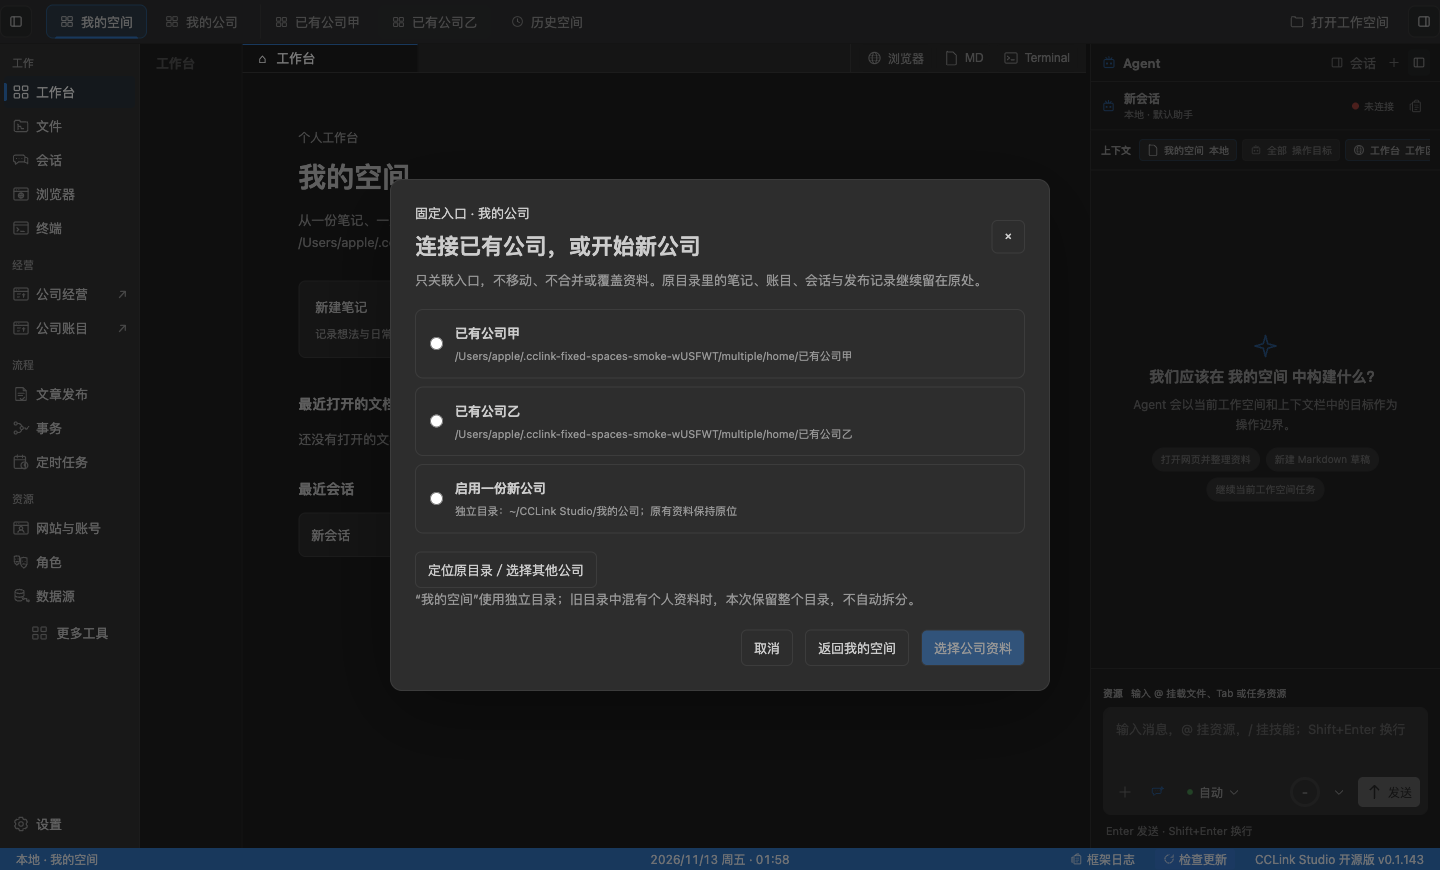 我的空间
我的公司
已有公司甲
已有公司乙
历史空间
打开工作空间
工作
工作台
文件
会话
浏览器
终端
经营
公司经营
公司账目
流程
文章发布
事务
定时任务
资源
网站与账号
角色
数据源
更多工具
设置
工作台
工作台
浏览器
MD
Terminal
个人工作台
我的空间
从一份笔记、一
/Users/apple/.c
新建笔记
记录想法与日常
最近打开的文档
还没有打开的文
最近会话
新会话
固定入口 · 我的公司
连接已有公司，或开始新公司
只关联入口，不移动、不合并或覆盖资料。原目录里的笔记、账目、会话与发布记录继续留在原处。
×
已有公司甲
/Users/apple/.cclink-fixed-spaces-smoke-wUSFWT/multiple/home/已有公司甲
已有公司乙
/Users/apple/.cclink-fixed-spaces-smoke-wUSFWT/multiple/home/已有公司乙
启用一份新公司
独立目录：~/CCLink Studio/我的公司；原有资料保持原位
定位原目录 / 选择其他公司
“我的空间”使用独立目录；旧目录中混有个人资料时，本次保留整个目录，不自动拆分。
取消
返回我的空间
选择公司资料
Agent
会话
新会话
本地 · 默认助手
未连接
上下文
我的空间 本地
全部 操作目标
工作台 工作区
我们应该在 我的空间 中构建什么？
Agent 会以当前工作空间和上下文栏中的目标作为
操作边界。
打开网页并整理资料
新建 Markdown 草稿
继续当前工作空间任务
资源 输入 @ 挂载文件、Tab 或任务资源
输入消息，@ 挂资源，/ 挂技能；Shift+Enter 换行
自动
发送
Enter 发送 · Shift+Enter 换行
本地 · 我的空间
2026/11/13 周五 · 01:58
框架日志
检查更新
CCLink Studio 开源版 v0.1.143